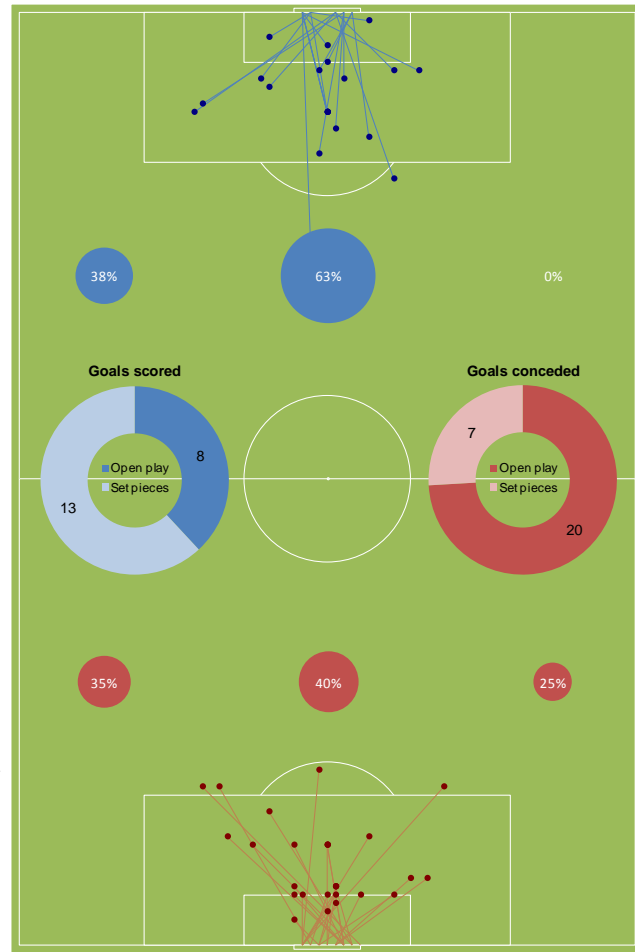 38%
63%
0%
Goals scored
Goals conceded
8
Open play
Set pieces
13
7
Open play
Set pieces
20
35%
40%
25%